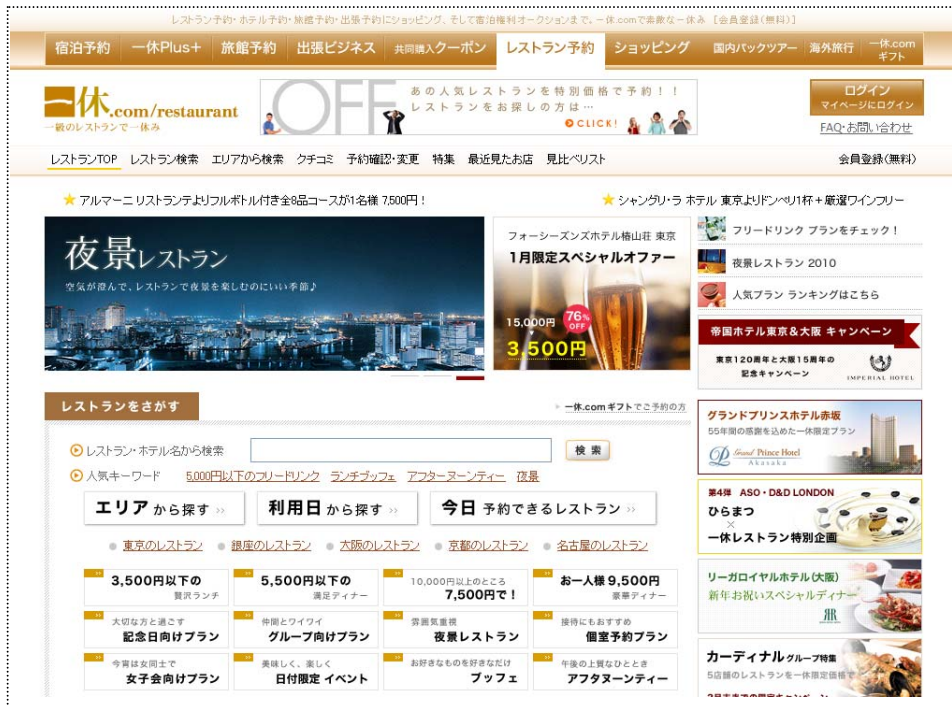 レストラン予約・ホテル予約・旅館予約・出張予約にショッピング、そして宿泊権利オークションまで。一休.comで素敵な一休み [会員登録(無料)]
宿泊予約 一休Plus+ 旅館予約 出張ビジネス 共同購入クーポン レストラン予約 ショッピング 国内パックツアー 海外旅行 一休.com ギフト
一休.com/restaurant
一級のレストランで一休み
OFF
あの人気レストランを特別価格で予約!!
レストランをお探しの方は…
CLICK!
ログイン
マイページにログイン
FAQ・お問い合わせ
レストランTOP レストラン検索 エリアから検索 クチコミ 予約確認・変更 特集 最近見たお店 見比べリスト 会員登録(無料)
★ アルマーニ リストランテよりフルボトル付き全8品コースが1名様 7,500円!
★ シャングリ・ラ ホテル 東京よりドンペリ1杯+厳選ワインフリー
夜景レストラン
空気が澄んで、レストランで夜景を楽しむのにいい季節♪
フォーシーズンズホテル椿山荘 東京
1月限定スペシャルオファー
15,000円
76% OFF
3,500円
フリードリンク プランをチェック!
夜景レストラン 2010
人気プラン ランキングはこちら
帝国ホテル東京&大阪 キャンペーン
東京120周年と大阪15周年の
記念キャンペーン
IMPERIAL HOTEL
レストランをさがす
一休.com ギフトでご予約の方
レストラン・ホテル名から検索
検索
人気キーワード 5,000円以下のフリードリンク ランチブッフェ アフターヌーンティー 夜景
エリアから探す
利用日から探す
今日 予約できるレストラン
東京のレストラン 銀座のレストラン 大阪のレストラン 京都のレストラン 名古屋のレストラン
3,500円以下の
贅沢ランチ
5,500円以下の
満足ディナー
10,000円以上のところ
7,500円で!
お一人様 9,500円
豪華ディナー
大切な方と過ごす
記念日向けプラン
仲間とワイワイ
グループ向けプラン
雰囲気重視
夜景レストラン
接待にもおすすめ
個室予約プラン
今宵は女同士で
女子会向けプラン
美味しく、楽しく
日付限定 イベント
お好きなものを好きなだけ
ブッフェ
午後の上質なひととき
アフタヌーンティー
グランドプリンスホテル赤坂
55年間の感謝を込めた一休限定プラン
Grand Prince Hotel
Akasaka
第4弾 ASO・D&D LONDON
ひらまつ
×
一休レストラン特別企画
リーガロイヤルホテル(大阪)
新年お祝いスペシャルディナー
カーディナルグループ特集
5店舗のレストランを一休限定価格で